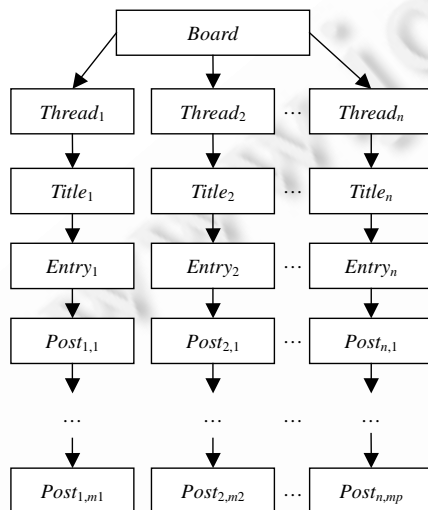 Board
Thread₁ Thread₂ … Threadₙ
Title₁ Title₂ … Titleₙ
Entry₁ Entry₂ … Entryₙ
Post₁,₁ Post₂,₁ … Postₙ,₁
… … … …
Post₁,ₘ₁ Post₂,ₘ₂ … Postₙ,ₘₚ